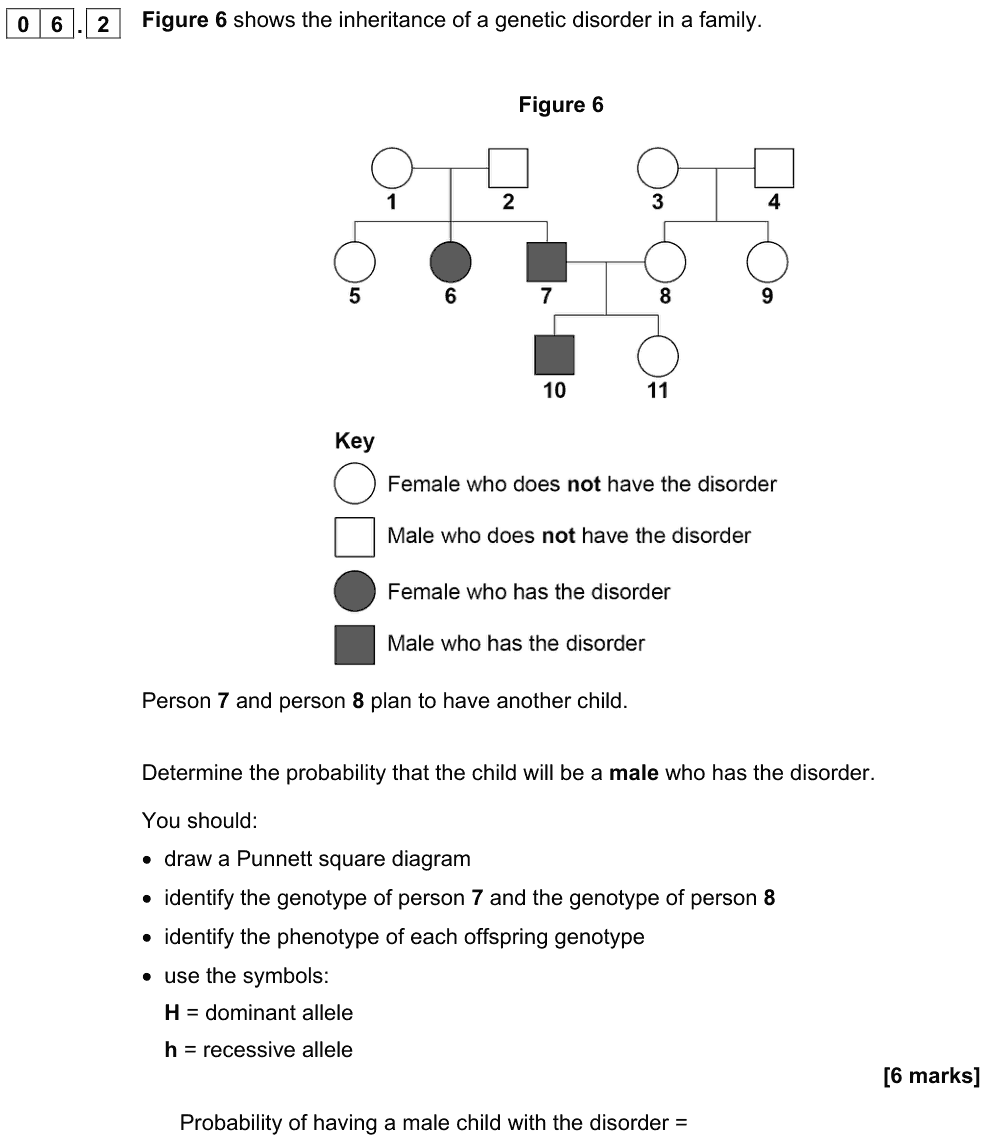 0 6 . 2 Figure 6 shows the inheritance of a genetic disorder in a family.
Figure 6
1 2 3 4
5 6 7 8 9
10 11
Key
Female who does not have the disorder
Male who does not have the disorder
Female who has the disorder
Male who has the disorder
Person 7 and person 8 plan to have another child.
Determine the probability that the child will be a male who has the disorder.
You should:
• draw a Punnett square diagram
• identify the genotype of person 7 and the genotype of person 8
• identify the phenotype of each offspring genotype
• use the symbols:
H = dominant allele
h = recessive allele
[6 marks]
Probability of having a male child with the disorder =